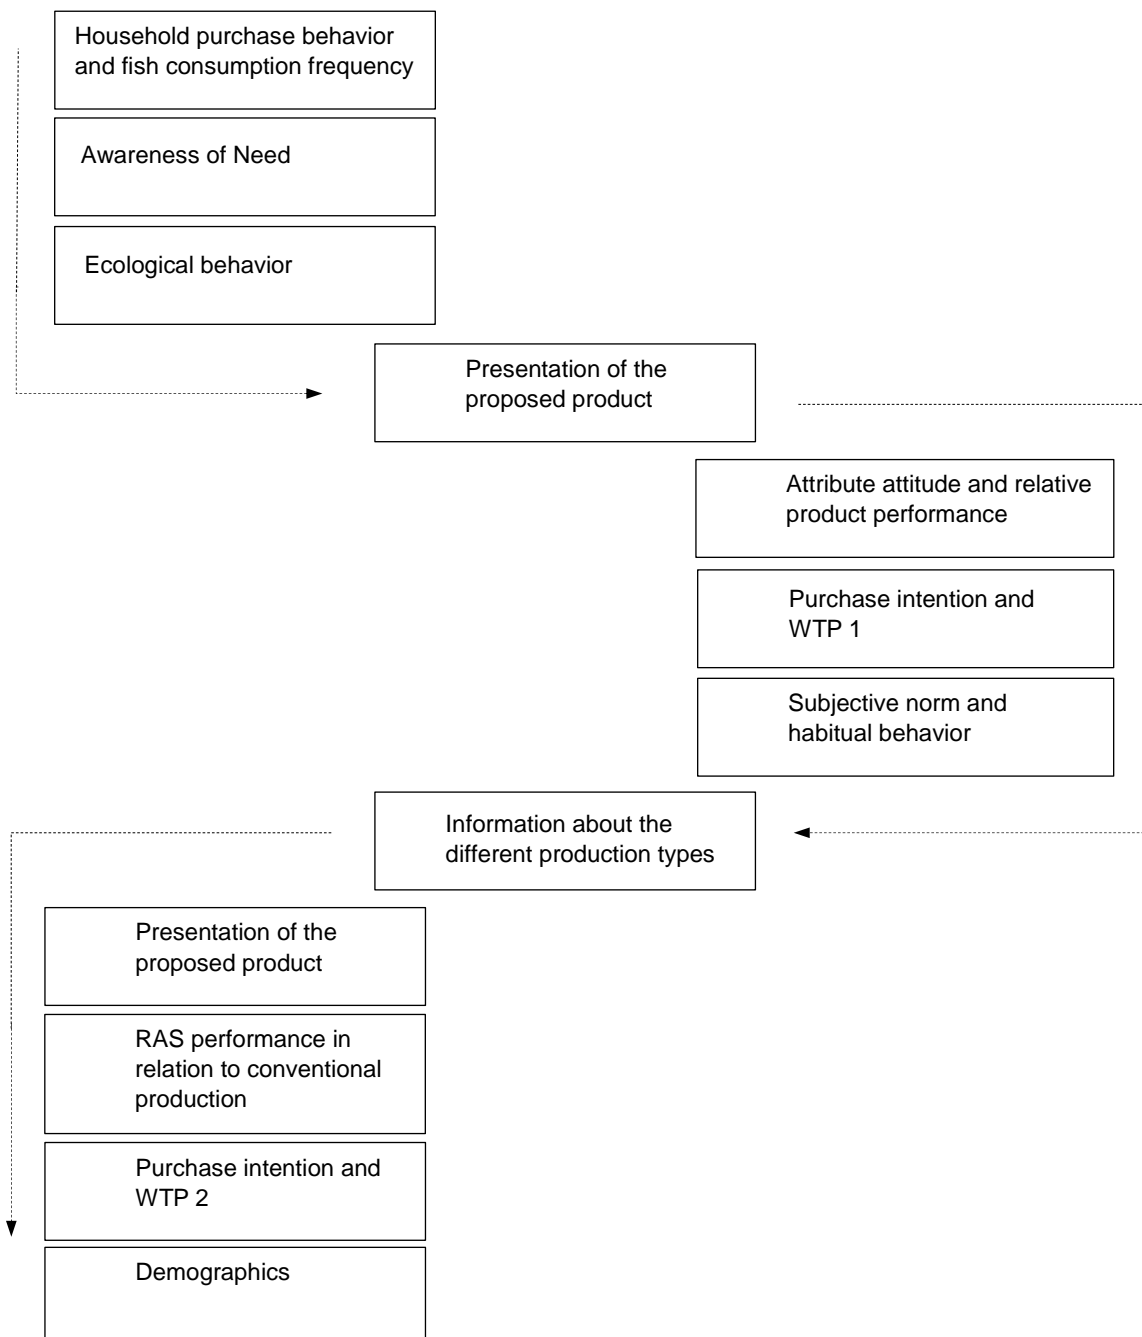 Household purchase behavior
and fish consumption frequency
Awareness of Need
Ecological behavior
Presentation of the
proposed product
Attribute attitude and relative
product performance
Purchase intention and
WTP 1
Subjective norm and
habitual behavior
Information about the
different production types
Presentation of the
proposed product
RAS performance in
relation to conventional
production
Purchase intention and
WTP 2
Demographics